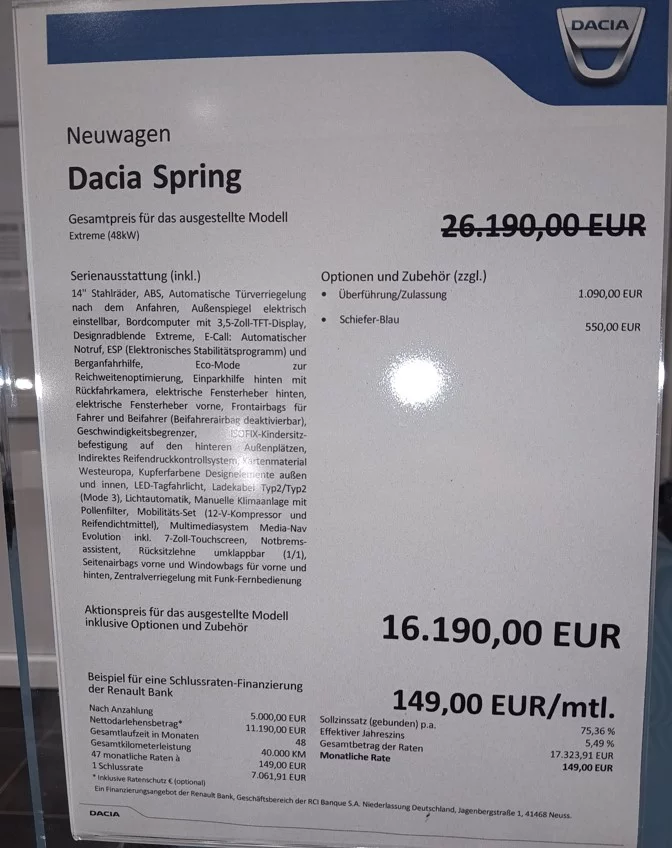 DACIA
Neuwagen
Dacia Spring
Gesamtpreis für das ausgestellte Modell
Extreme (48kW)
26.190,00 EUR
Serienausstattung (inkl.)
14" Stahlräder, ABS, Automatische Türverriegelung
nach dem Anfahren, Außenspiegel elektrisch
einstellbar, Bordcomputer mit 3,5-Zoll-TFT-Display,
Designradblende Extreme, E-Call: Automatischer
Notruf, ESP (Elektronisches Stabilitätsprogramm) und
Berganfahrhilfe, Eco-Mode zur
Reichweitenoptimierung, Einparkhilfe hinten mit
Rückfahrkamera, elektrische Fensterheber hinten,
elektrische Fensterheber vorne, Frontairbags für
Fahrer und Beifahrer (Beifahrerairbag deaktivierbar),
Geschwindigkeitsbegrenzer, ISOFIX-Kindersitz-
befestigung auf den hinteren Außenplätzen,
Indirektes Reifendruckkontrollsystem, Kartenmaterial
Westeuropa, Kupferfarbene Designelemente außen
und innen, LED-Tagfahrlicht, Ladekabel Typ2/Typ2
(Mode 3), Lichtautomatik, Manuelle Klimaanlage mit
Pollenfilter, Mobilitäts-Set (12-V-Kompressor und
Reifendichtmittel), Multimediasystem Media-Nav
Evolution inkl. 7-Zoll-Touchscreen, Notbrems-
assistent, Rücksitzlehne umklappbar (1/1),
Seitenairbags vorne und Windowbags für vorne und
hinten, Zentralverriegelung mit Funk-Fernbedienung
Optionen und Zubehör (zzgl.)
• Überführung/Zulassung 1.090,00 EUR
• Schiefer-Blau 550,00 EUR
Aktionspreis für das ausgestellte Modell
inklusive Optionen und Zubehör
16.190,00 EUR
Beispiel für eine Schlussraten-Finanzierung
der Renault Bank
149,00 EUR/mtl.
Nach Anzahlung 5.000,00 EUR
Nettodarlehensbetrag* 11.190,00 EUR
Gesamtlaufzeit in Monaten 48
Gesamtkilometerleistung 40.000 KM
47 monatliche Raten à 149,00 EUR
1 Schlussrate 7.061,91 EUR
* Inklusive Ratenschutz € (optional)
Sollzinssatz (gebunden) p.a. 75,36 %
Effektiver Jahreszins 5,49 %
Gesamtbetrag der Raten 17.323,91 EUR
Monatliche Rate 149,00 EUR
Ein Finanzierungsangebot der Renault Bank, Geschäftsbereich der RCI Banque S.A. Niederlassung Deutschland, Jagenbergstraße 1, 41468 Neuss.
DACIA